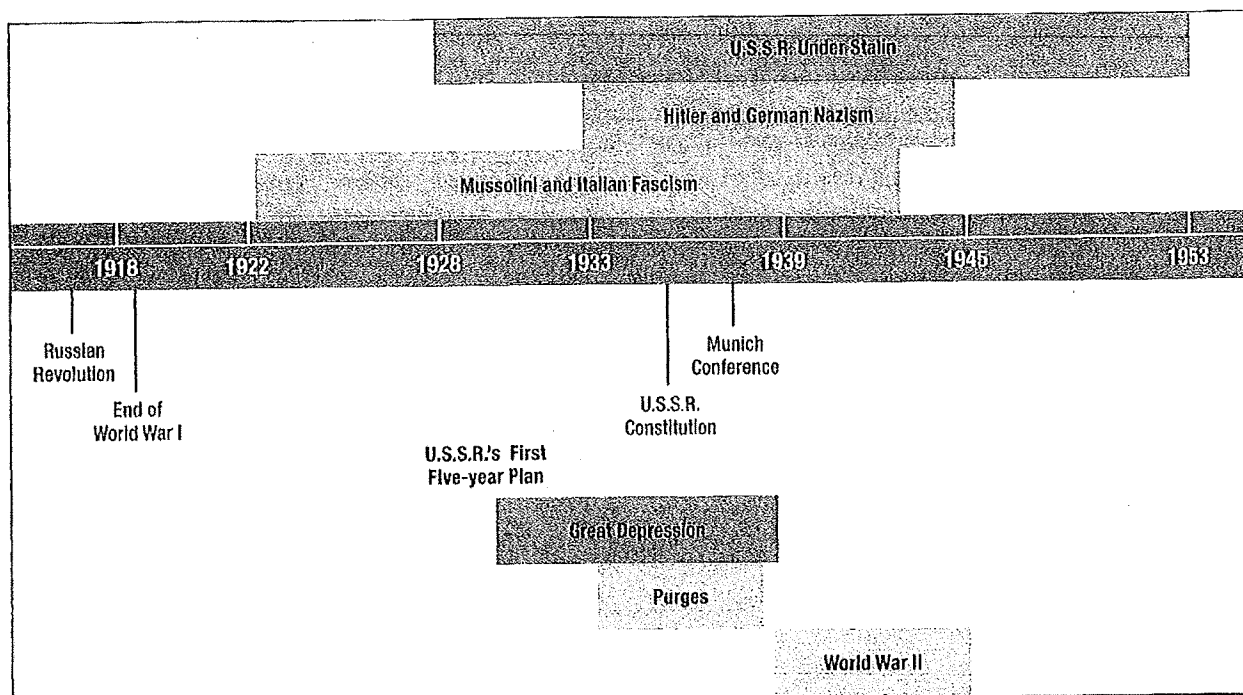 U.S.S.R. Under Stalin
Hitler and German Nazism
Mussolini and Italian Fascism
1918 1922 1928 1933 1939 1945 1953
Russian
Revolution
End of
World War I
Munich
Conference
U.S.S.R.
Constitution
U.S.S.R.'s First
Five-year Plan
Great Depression
Purges
World War II